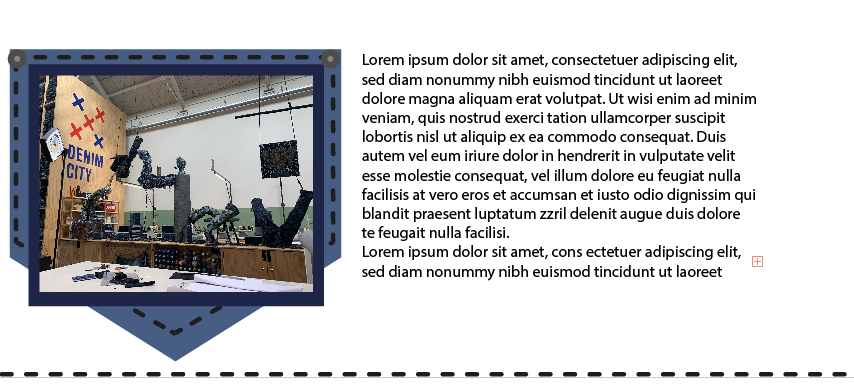 DENIM
CITY
Lorem ipsum dolor sit amet, consectetuer adipiscing elit,
sed diam nonummy nibh euismod tincidunt ut laoreet
dolore magna aliquam erat volutpat. Ut wisi enim ad minim
veniam, quis nostrud exerci tation ullamcorper suscipit
lobortis nisl ut aliquip ex ea commodo consequat. Duis
autem vel eum iriure dolor in hendrerit in vulputate velit
esse molestie consequat, vel illum dolore eu feugiat nulla
facilisis at vero eros et accumsan et iusto odio dignissim qui
blandit praesent luptatum zzril delenit augue duis dolore
te feugait nulla facilisi.
Lorem ipsum dolor sit amet, cons ectetuer adipiscing elit,
sed diam nonummy nibh euismod tincidunt ut laoreet